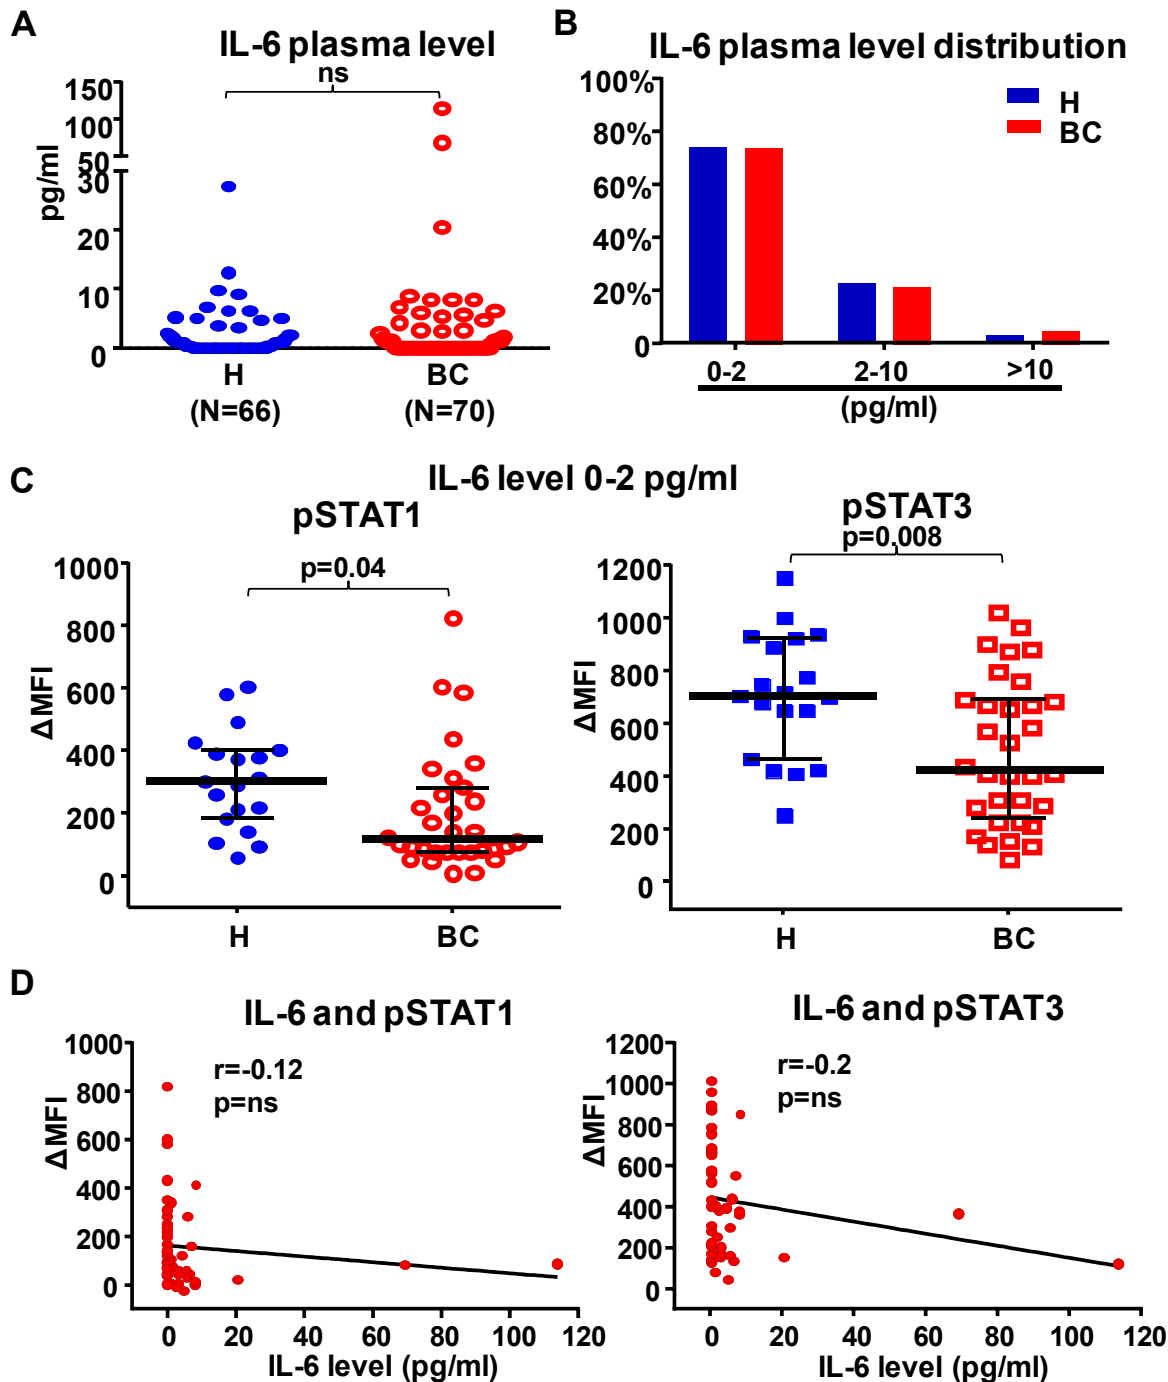 A
IL-6 plasma level
ns
pg/ml
150
100
50
30
20
10
0
H
BC
(N=66)
(N=70)
B
IL-6 plasma level distribution
100%
80%
60%
40%
20%
0%
H
BC
0-2
2-10
>10
(pg/ml)
C
IL-6 level 0-2 pg/ml
pSTAT1
p=0.04
ΔMFI
1000
800
600
400
200
0
H
BC
pSTAT3
p=0.008
ΔMFI
1200
1000
800
600
400
200
0
H
BC
D
IL-6 and pSTAT1
r=-0.12
p=ns
ΔMFI
1000
800
600
400
200
0
0
20
40
60
80
100
120
IL-6 level (pg/ml)
IL-6 and pSTAT3
r=-0.2
p=ns
ΔMFI
1200
1000
800
600
400
200
0
0
20
40
60
80
100
120
IL-6 level (pg/ml)